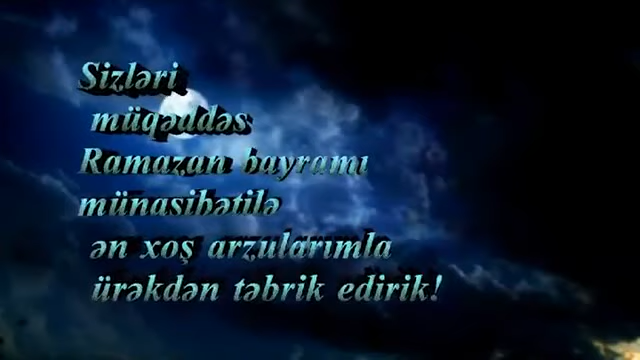 Sizləri
müqəddəs
Ramazan bayramı
münasibətilə
ən xoş arzularımla
ürəkdən təbrik edirik!